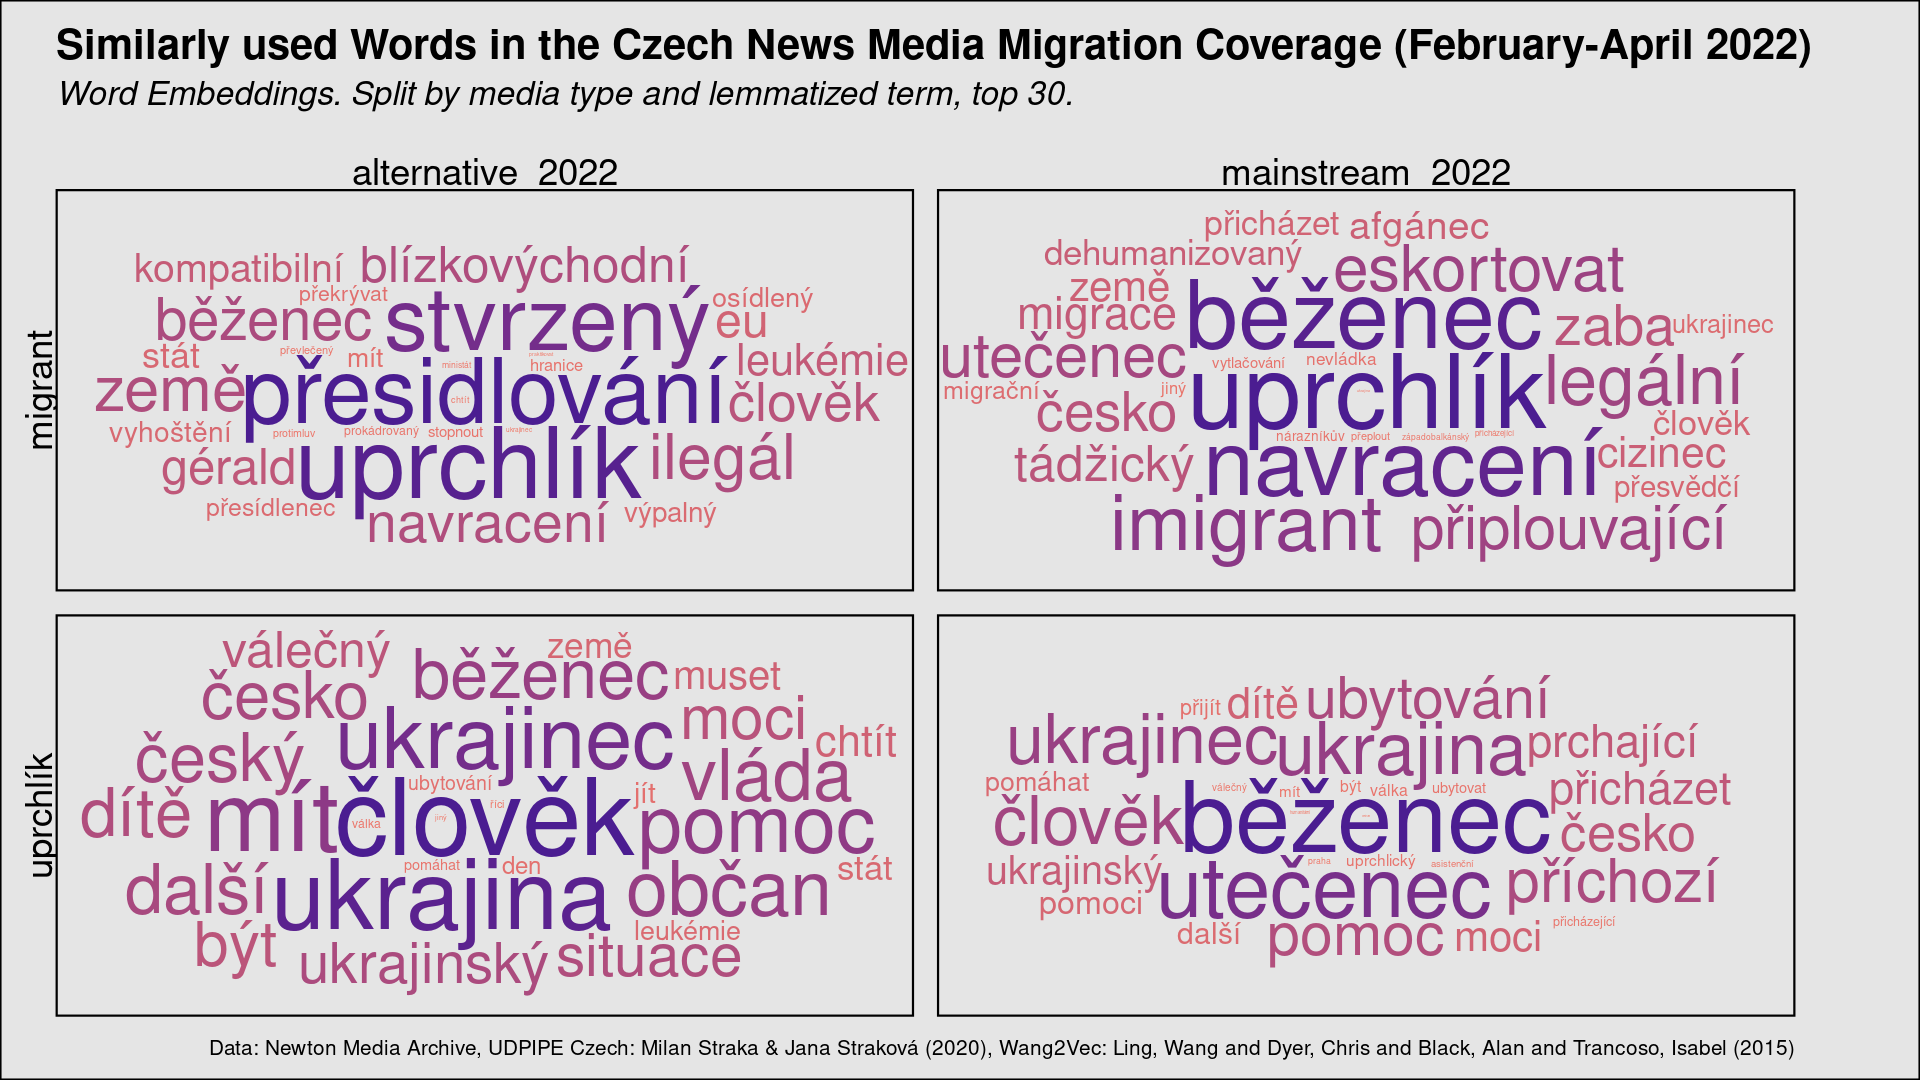 Similarly used Words in the Czech News Media Migration Coverage (February-April 2022)
Word Embeddings. Split by media type and lemmatized term, top 30.
alternative 2022
mainstream 2022
migrant
kompatibilní blízkovýchodní
překrývat
osídlený
běženec stvrzený eu
stát převlečený mít ministát hranice leukémie
země přesidlování člověk
chtít
vyhoštění protimluv prokádrovaný stopnout ukrajinec
gérald uprchlík ilegál
přesídlenec navracení výpalný
přicházet afgánec
dehumanizovaný eskortovat
země
migrace běženec zaba ukrajinec
utečenec vytlačování nevládka legální
migrační jiný uprchlík
česko člověk
nárazníkův přeplout západobalkánský přicházející
tádžický navracení cizinec
přesvědčí
imigrant připlouvající
uprchlík
válečný země
česko běženec muset
ukrajinec moci
český chtít
ubytování jít vláda
dítě mít člověk pomoc
říci
válka jiný
pomáhat den stát
další ukrajina občan
být leukémie
ukrajinský situace
přijít dítě ubytování
ukrajinec ukrajina prchající
pomáhat válečný mít být válka ubytovat přicházet
člověk běženec česko
ukrajinský praha uprchlický asistenční
pomoci utečenec příchozí
další pomoc moci přicházející
Data: Newton Media Archive, UDPIPE Czech: Milan Straka & Jana Straková (2020), Wang2Vec: Ling, Wang and Dyer, Chris and Black, Alan and Trancoso, Isabel (2015)